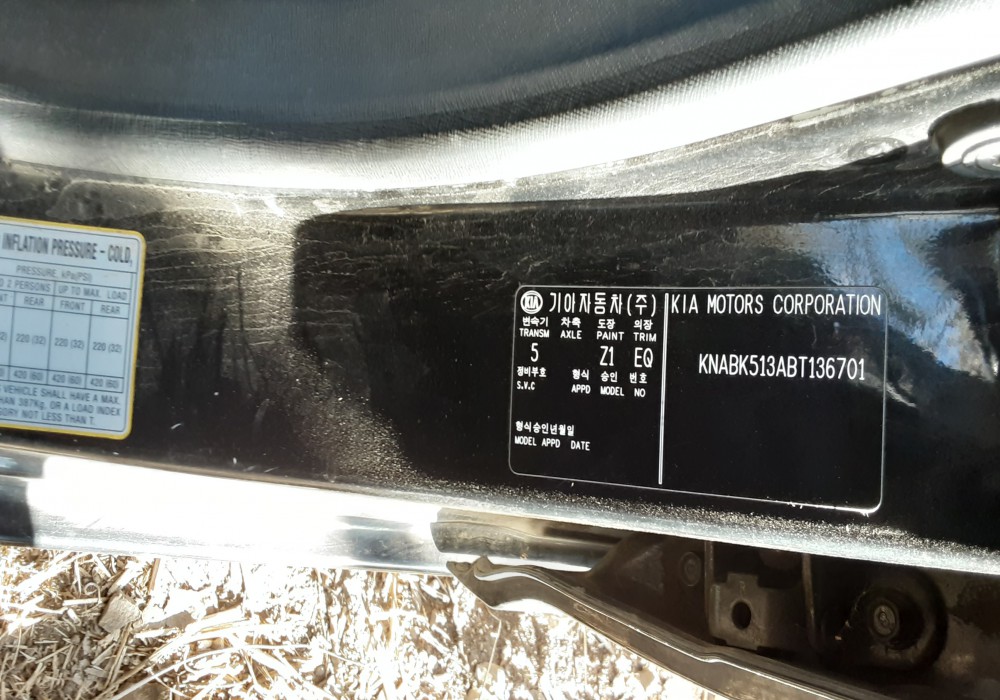 INFLATION PRESSURE - COLD.
PRESSURE, kPa(PSI)
2 PERSONS UP TO MAX. LOAD
REAR FRONT REAR
220 (32) 220 (32) 220 (32)
420 (60) 420 (60) 420 (60)
VEHICLE SHALL HAVE A MAX.
THAN 387Kg. OR A LOAD INDEX
NOT LESS THAN T.
KIA 기아자동차(주) KIA MOTORS CORPORATION
변속기 차축 도장 의장
TRANSM AXLE PAINT TRIM
5 Z1 EQ
KNABK513ABT136701
정비부호 형식 승인 번호
S.V.C APPD MODEL NO
형식승인년월일
MODEL APPD DATE